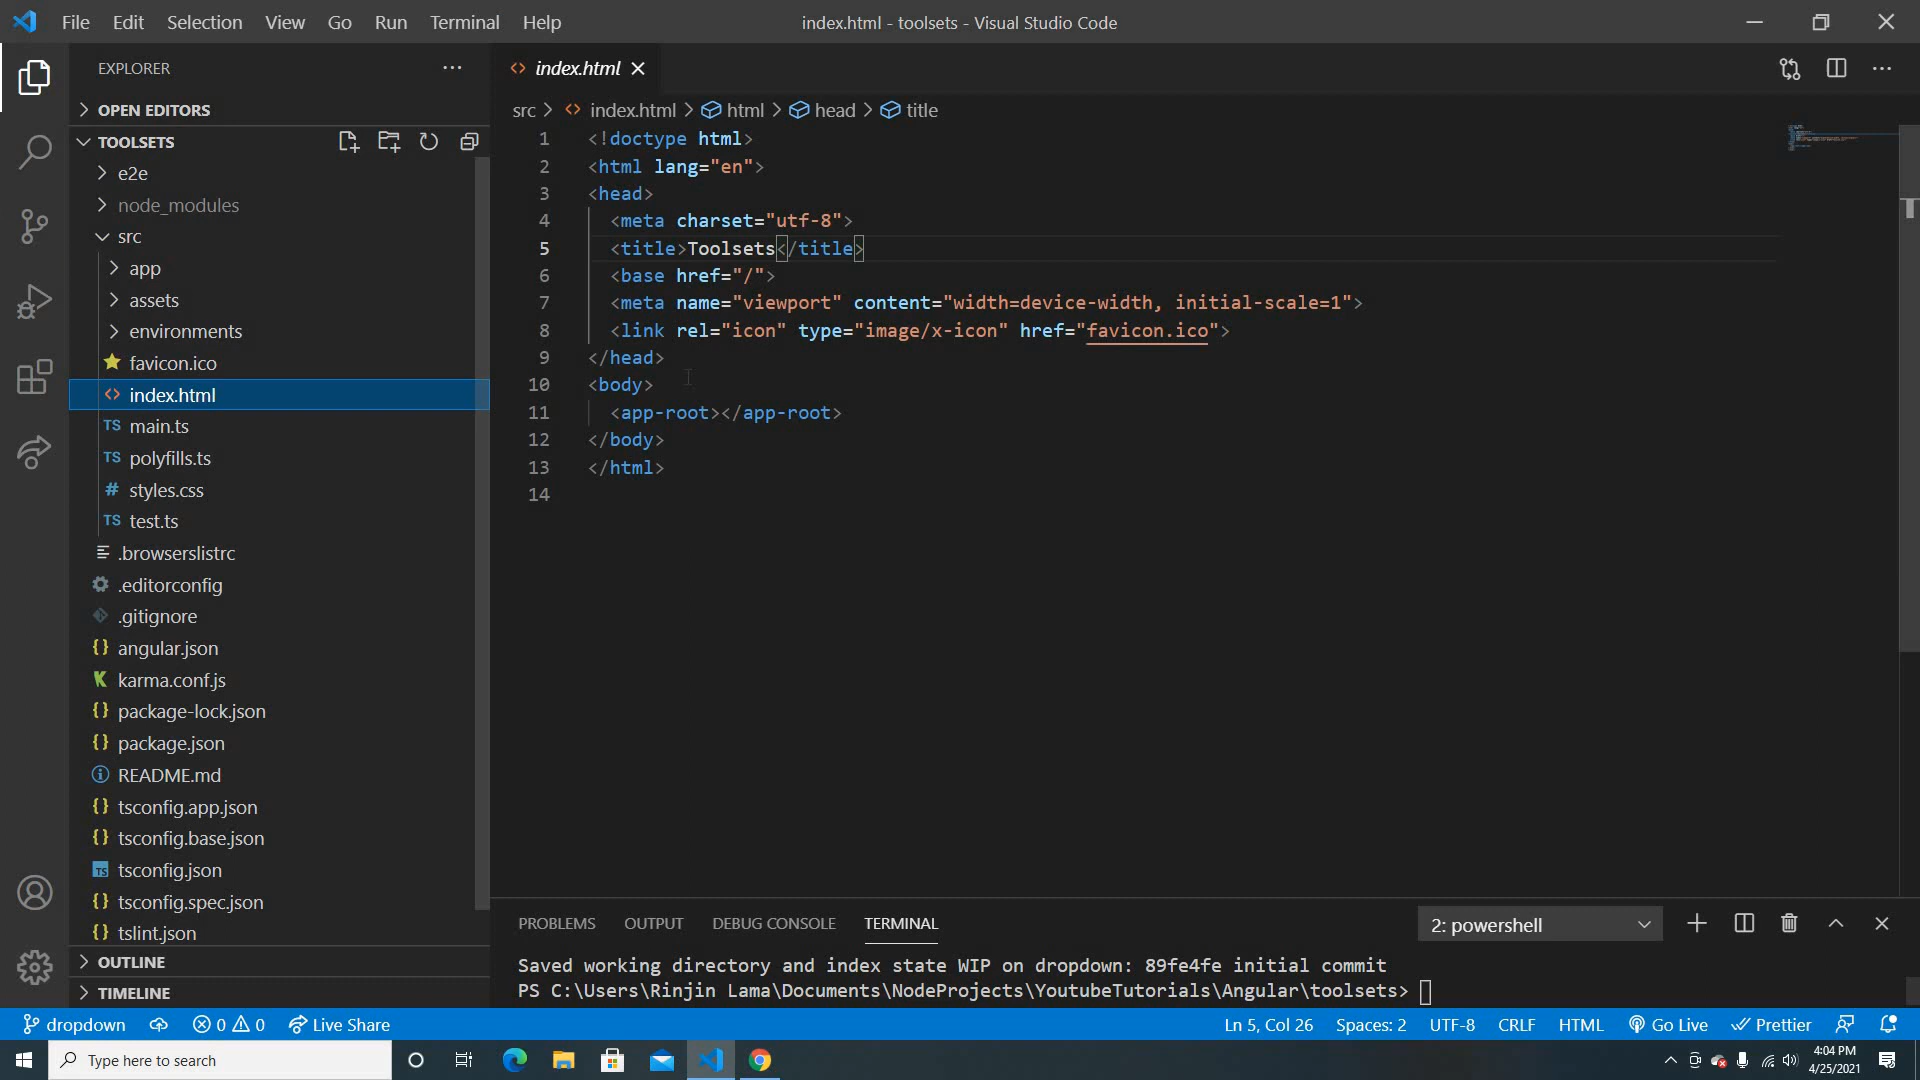 File Edit Selection View Go Run Terminal Help
index.html - toolsets - Visual Studio Code
EXPLORER
OPEN EDITORS
TOOLSETS
e2e
node_modules
src
app
assets
environments
favicon.ico
index.html
TS main.ts
TS polyfills.ts
# styles.css
TS test.ts
.browserslistrc
.editorconfig
.gitignore
{} angular.json
karma.conf.js
{} package-lock.json
{} package.json
README.md
{} tsconfig.app.json
{} tsconfig.base.json
TS tsconfig.json
{} tsconfig.spec.json
{} tslint.json
OUTLINE
TIMELINE
<> index.html
src > <> index.html > html > head > title
1 <!doctype html>
2 <html lang="en">
3 <head>
4 <meta charset="utf-8">
5 <title>Toolsets</title>
6 <base href="/">
7 <meta name="viewport" content="width=device-width, initial-scale=1">
8 <link rel="icon" type="image/x-icon" href="favicon.ico">
9 </head>
10 <body>
11 <app-root></app-root>
12 </body>
13 </html>
14
PROBLEMS OUTPUT DEBUG CONSOLE TERMINAL
2: powershell
Saved working directory and index state WIP on dropdown: 89fe4fe initial commit
PS C:\Users\Rinjin Lama\Documents\NodeProjects\YoutubeTutorials\Angular\toolsets>
dropdown 0 0 Live Share
Ln 5, Col 26 Spaces: 2 UTF-8 CRLF HTML Go Live Prettier
Type here to search
4:04 PM
4/25/2021